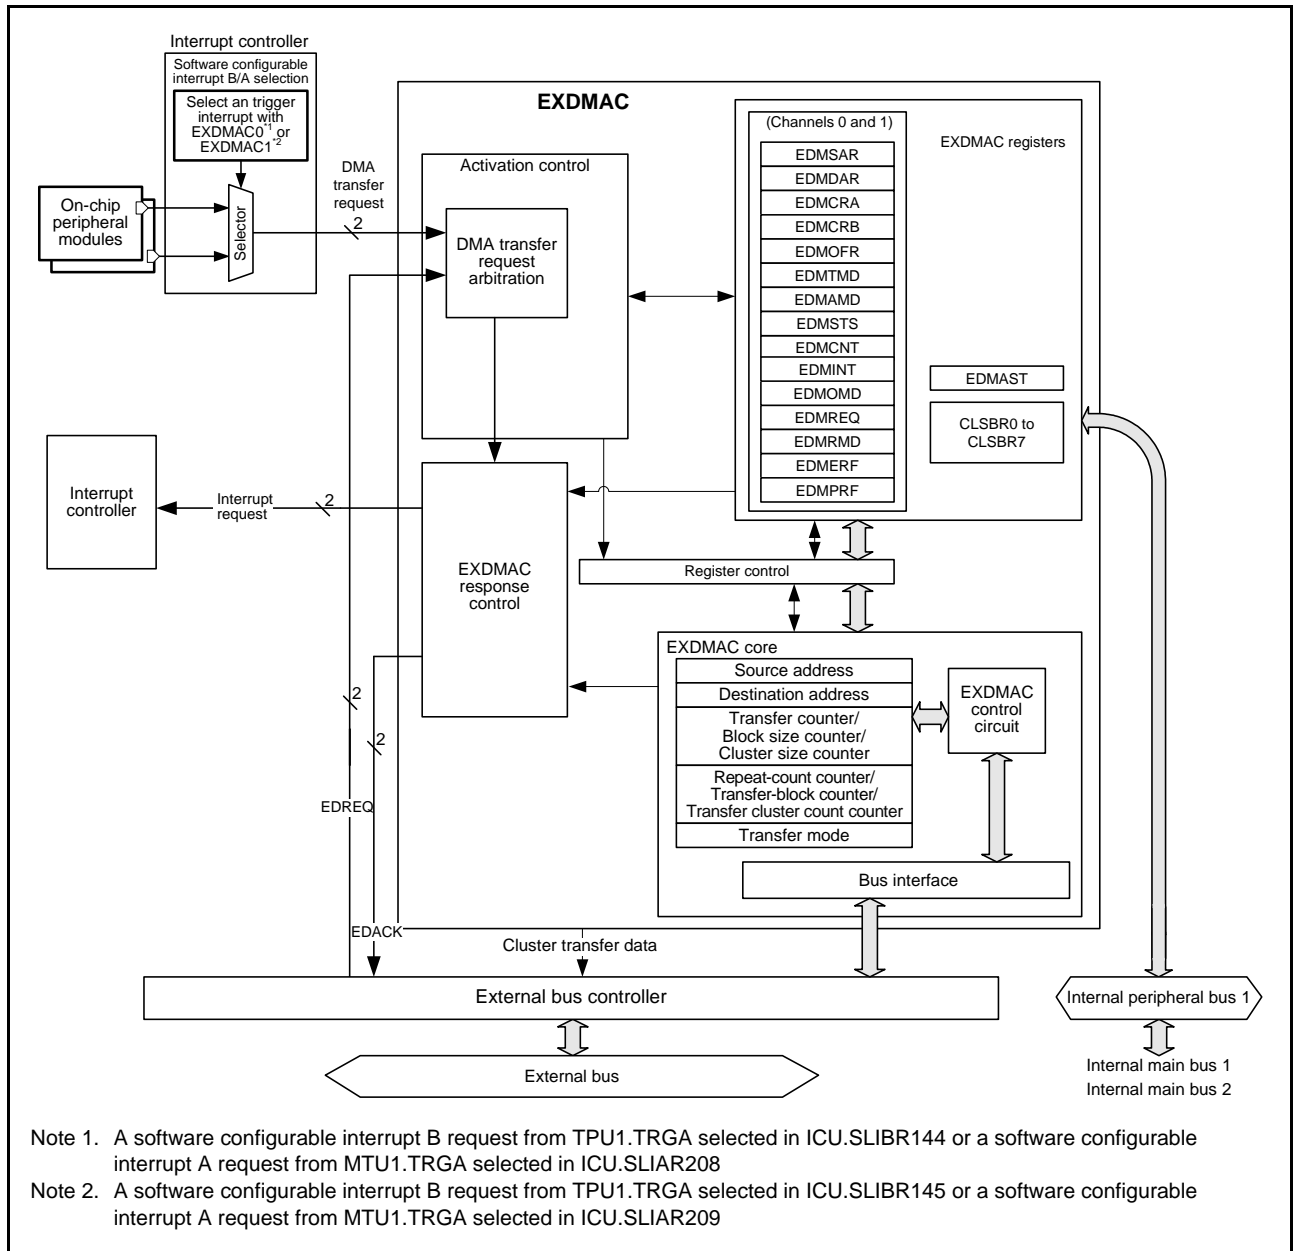 Interrupt controller
Software configurable
interrupt B/A selection
Select an trigger
interrupt with
EXDMAC0*1 or
EXDMAC1*2
On-chip
peripheral
modules
Selector
DMA
transfer
request
2
EXDMAC
Activation control
DMA transfer
request
arbitration
(Channels 0 and 1)
EDMSAR
EDMDAR
EDMCRA
EDMCRB
EDMOFR
EDMTMD
EDMAMD
EDMSTS
EDMCNT
EDMINT
EDMOMD
EDMREQ
EDMRMD
EDMERF
EDMPRF
EXDMAC registers
EDMAST
CLSBR0 to
CLSBR7
Interrupt
controller
Interrupt
request
2
EXDMAC
response
control
Register control
EXDMAC core
Source address
Destination address
Transfer counter/
Block size counter/
Cluster size counter
Repeat-count counter/
Transfer-block counter/
Transfer cluster count counter
Transfer mode
EXDMAC
control
circuit
Bus interface
2
2
EDREQ
EDACK
Cluster transfer data
External bus controller
External bus
Internal peripheral bus 1
Internal main bus 1
Internal main bus 2
Note 1. A software configurable interrupt B request from TPU1.TRGA selected in ICU.SLIBR144 or a software configurable
interrupt A request from MTU1.TRGA selected in ICU.SLIAR208
Note 2. A software configurable interrupt B request from TPU1.TRGA selected in ICU.SLIBR145 or a software configurable
interrupt A request from MTU1.TRGA selected in ICU.SLIAR209